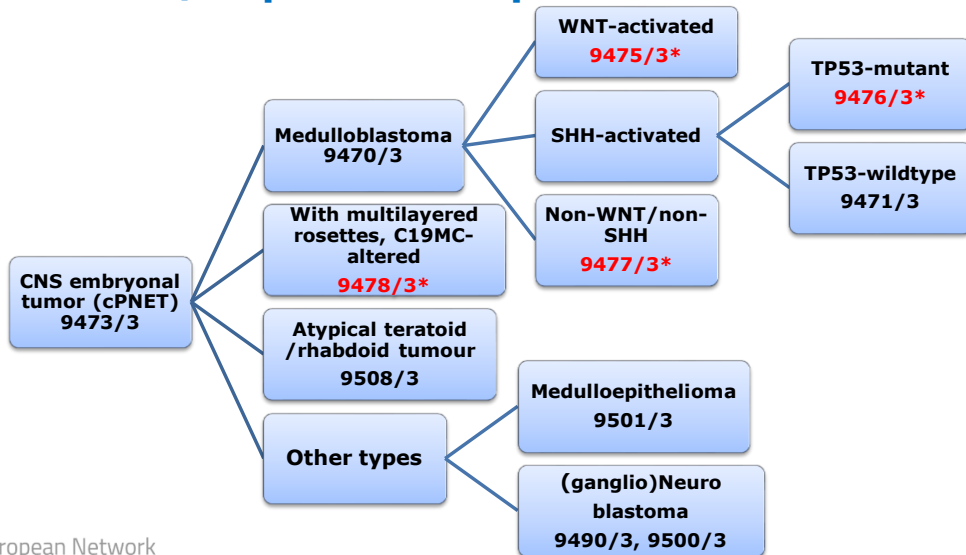 WNT-activated
9475/3*
TP53-mutant
9476/3*
Medulloblastoma
9470/3
SHH-activated
TP53-wildtype
9471/3
With multilayered
rosettes, C19MC-
altered
9478/3*
Non-WNT/non-
SHH
9477/3*
CNS embryonal
tumor (cPNET)
9473/3
Atypical teratoid
/rhabdoid tumour
9508/3
Medulloepithelioma
9501/3
Other types
(ganglio)Neuro
blastoma
9490/3, 9500/3
ropean Network